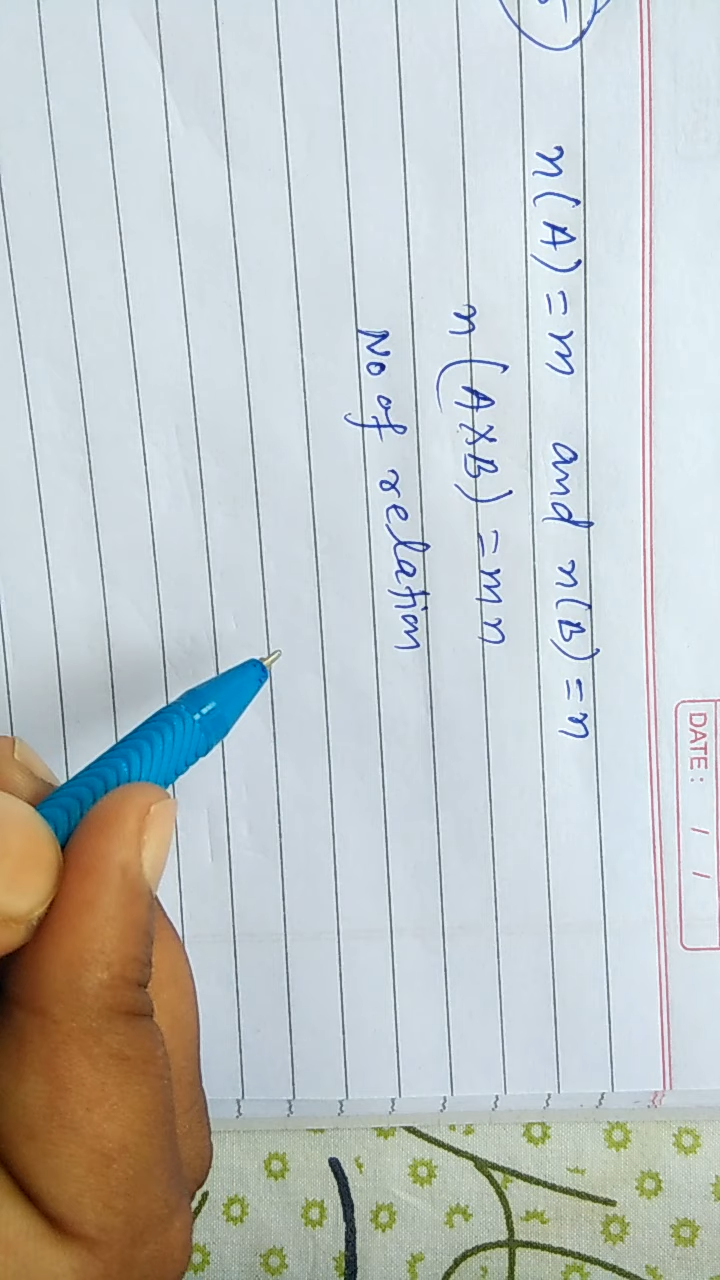 DATE: / /
n(A) = m and n(B) = n
n(A×B) = mn
No of relation